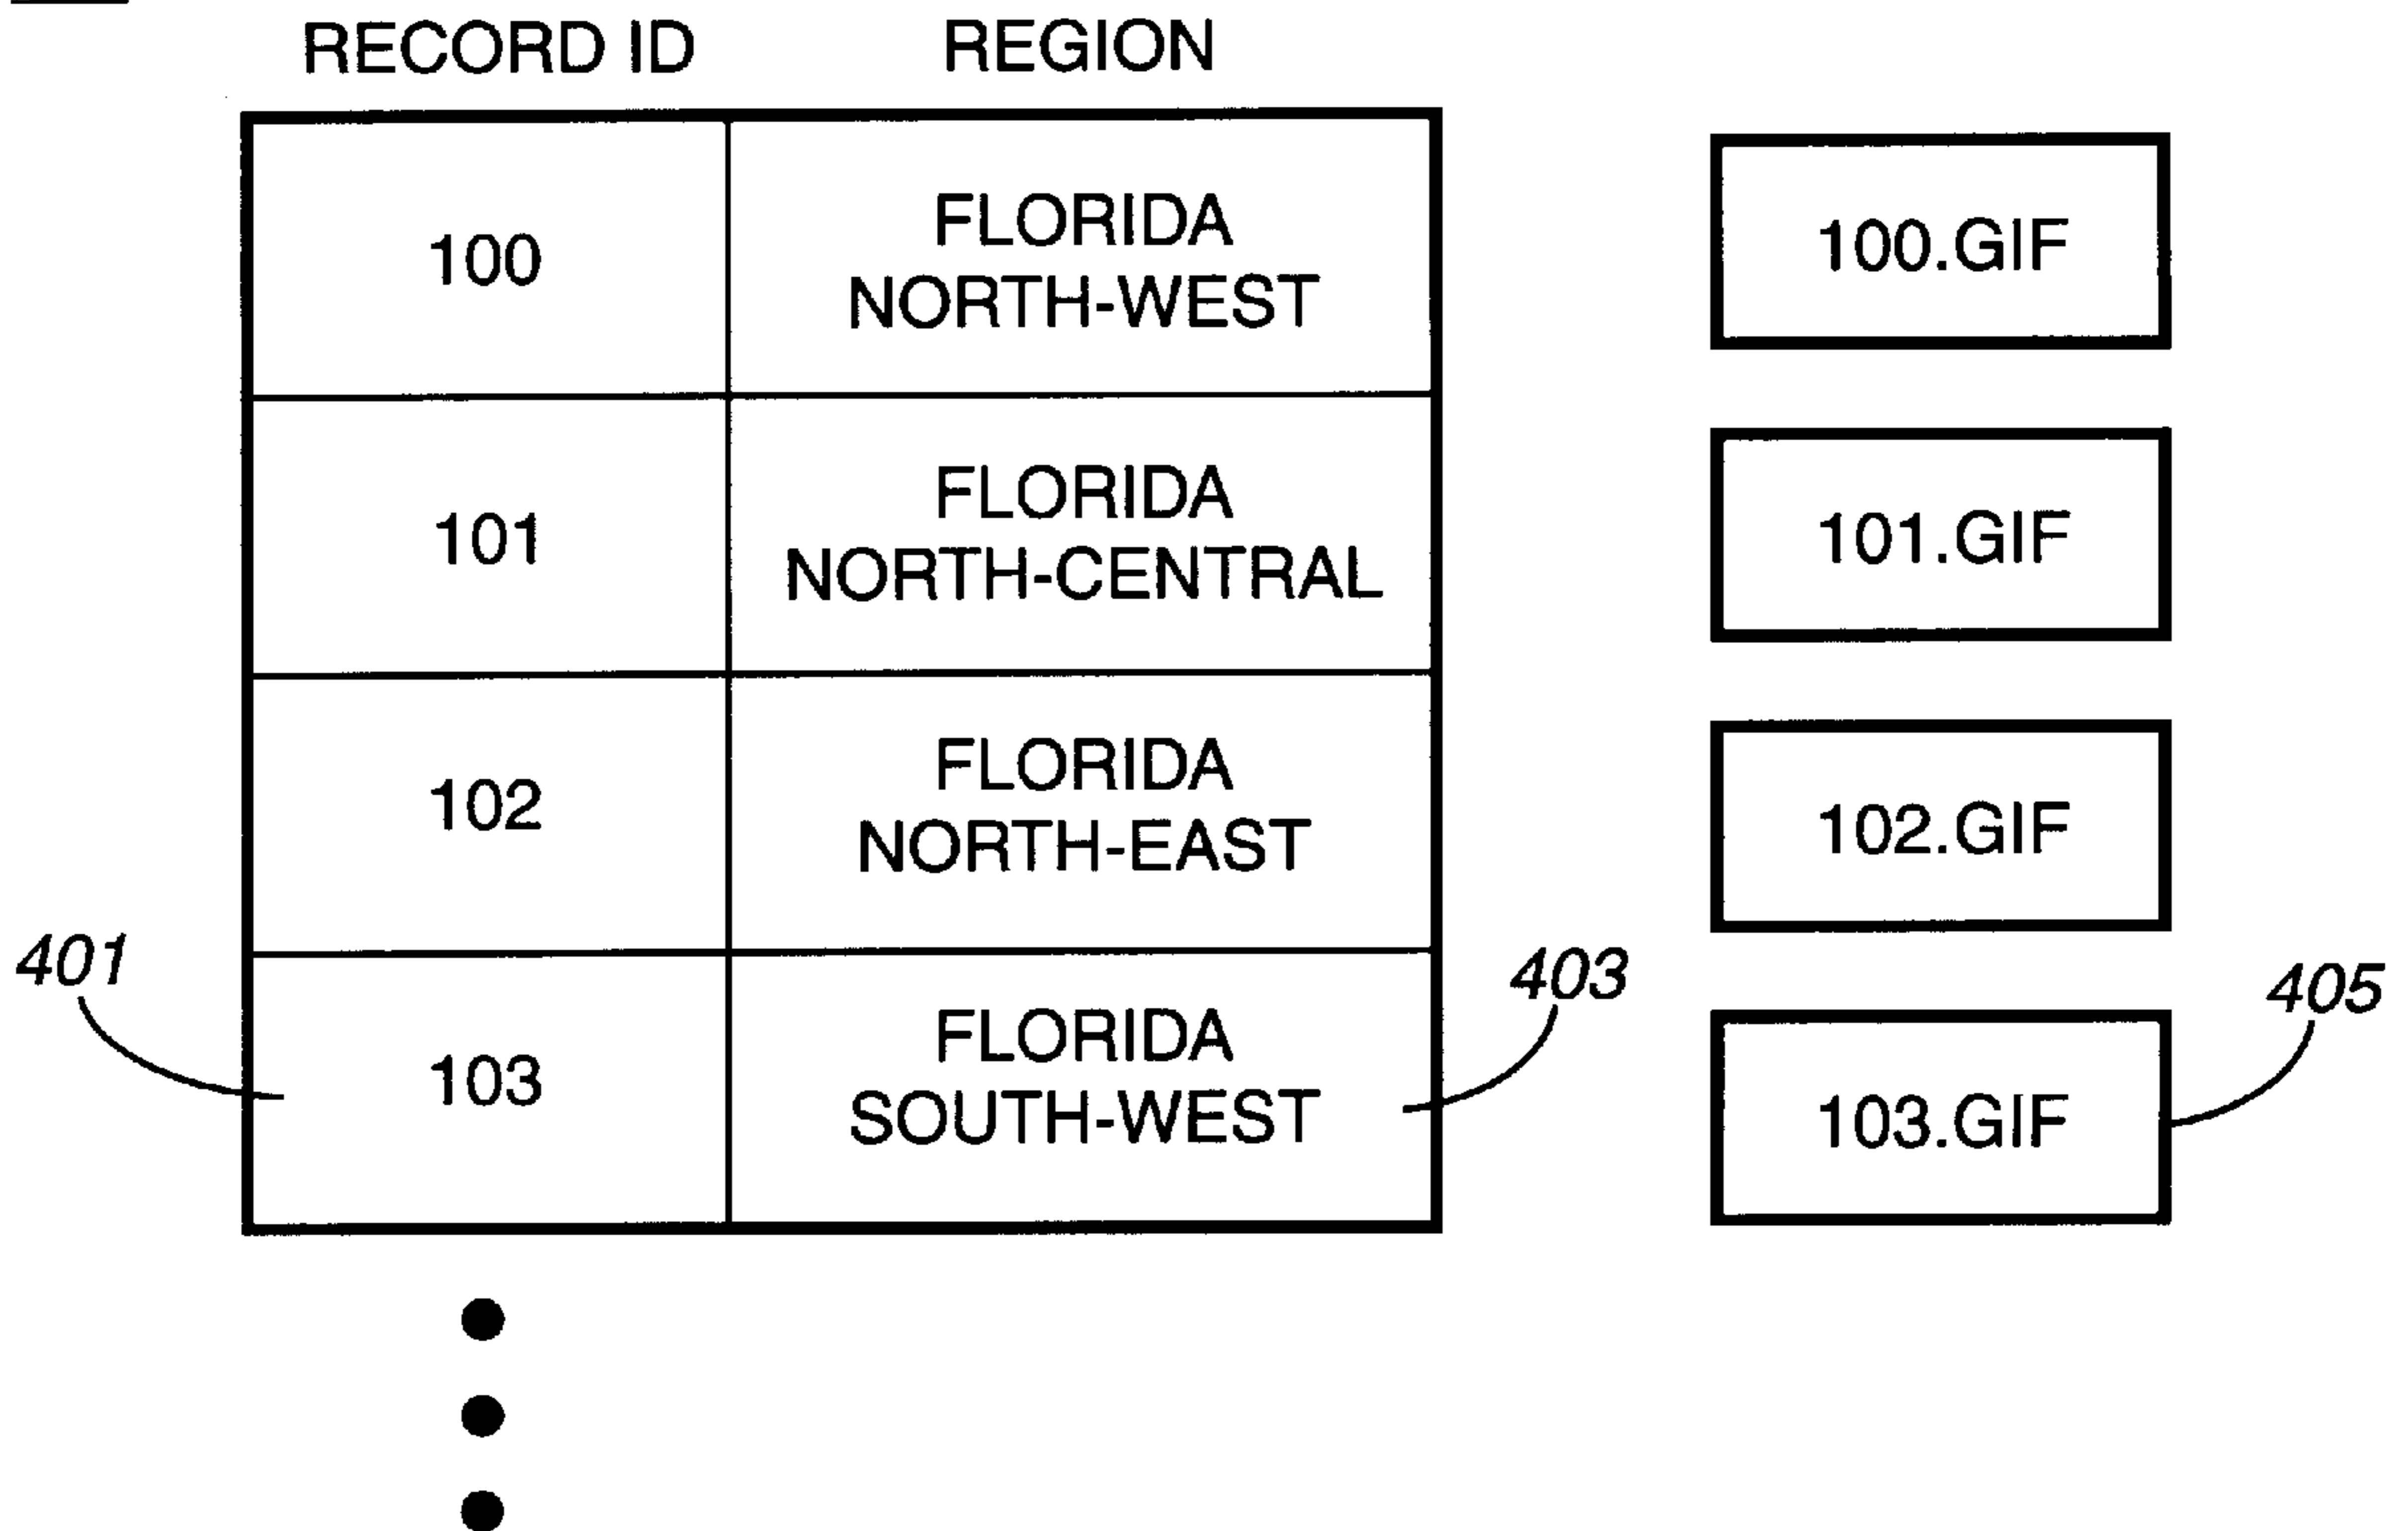 RECORD ID REGION
100
FLORIDA
NORTH-WEST
100.GIF
101
FLORIDA
NORTH-CENTRAL
101.GIF
102
FLORIDA
NORTH-EAST
102.GIF
401
103
FLORIDA
SOUTH-WEST
403
103.GIF
405